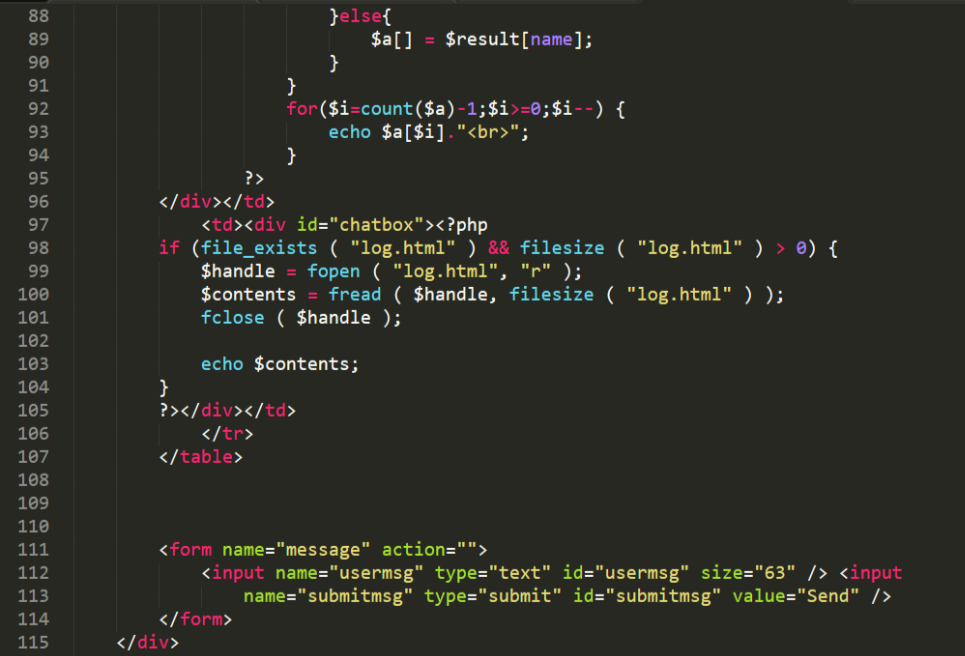 88 }else{
89 $a[] = $result[name];
90 }
91 }
92 for($i=count($a)-1;$i>=0;$i--) {
93 echo $a[$i]."<br>";
94 }
95 ?>
96 </div></td>
97 <td><div id="chatbox"><?php
98 if (file_exists ( "log.html" ) && filesize ( "log.html" ) > 0) {
99 $handle = fopen ( "log.html", "r" );
100 $contents = fread ( $handle, filesize ( "log.html" ) );
101 fclose ( $handle );
102
103 echo $contents;
104 }
105 ?></div></td>
106 </tr>
107 </table>
108
109
110
111 <form name="message" action="">
112 <input name="usermsg" type="text" id="usermsg" size="63" /> <input
113 name="submitmsg" type="submit" id="submitmsg" value="Send" />
114 </form>
115 </div>